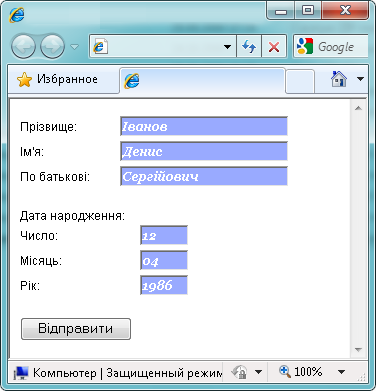 Google
Избранное
Прізвище: Іванов
Ім'я: Денис
По батькові: Сергійович
Дата народження:
Число: 12
Місяць: 04
Рік: 1986
Відправити
Компьютер | Защищенный режим
100%